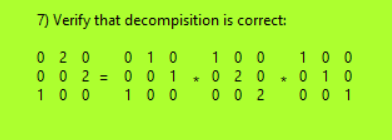 7) Verify that decompisition is correct:
0 2 0   0 1 0   1 0 0   1 0 0
0 0 2 = 0 0 1 * 0 2 0 * 0 1 0
1 0 0   1 0 0   0 0 2   0 0 1